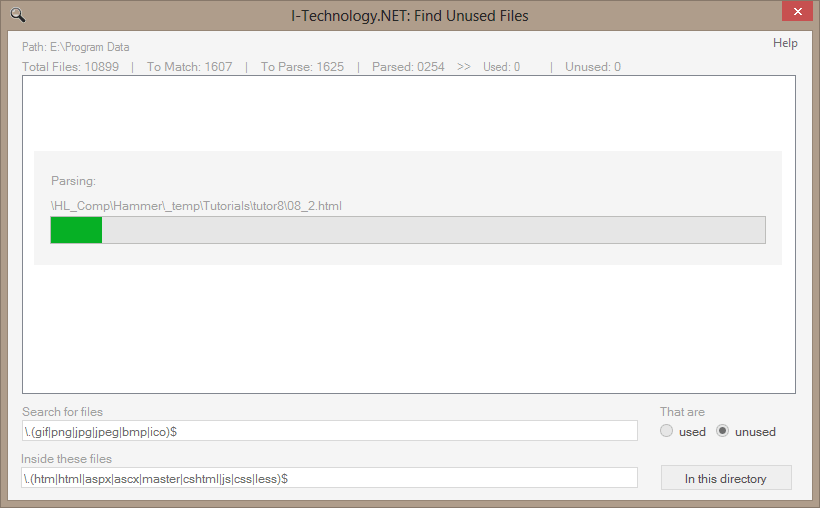 I-Technology.NET: Find Unused Files
Help
Path: E:\Program Data
Total Files: 10899 | To Match: 1607 | To Parse: 1625 | Parsed: 0254 >> Used: 0 | Unused: 0
Parsing:
\HL_Comp\Hammer\_temp\Tutorials\tutor8\08_2.html
Search for files
That are
\.(gif|png|jpg|jpeg|bmp|ico)$
used unused
Inside these files
\.(htm|html|aspx|ascx|master|cshtml|js|css|less)$
In this directory